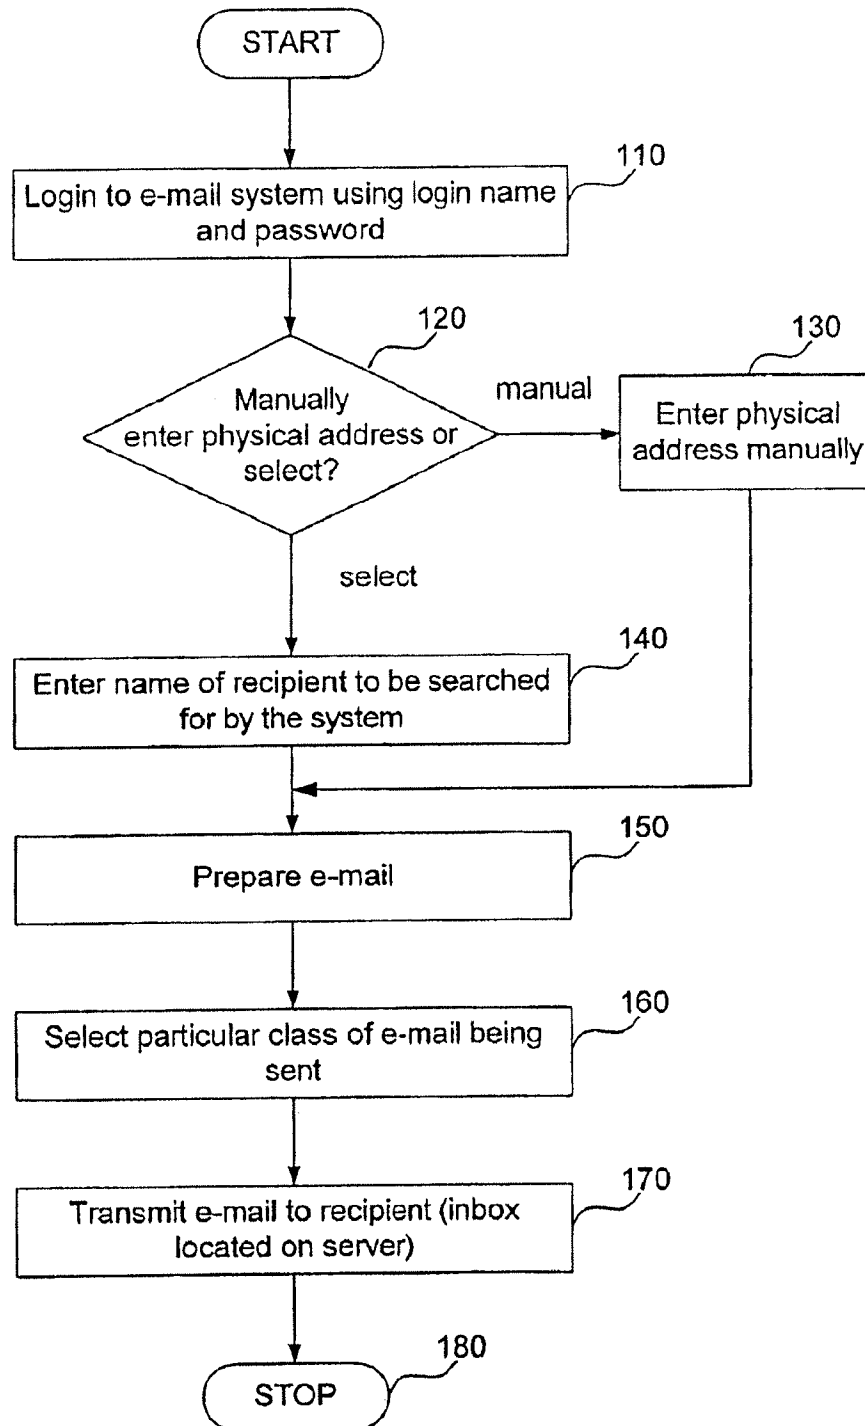 START
110
Login to e-mail system using login name
and password
120
Manually
enter physical address or
select?
manual
130
Enter physical
address manually
select
140
Enter name of recipient to be searched
for by the system
150
Prepare e-mail
160
Select particular class of e-mail being
sent
170
Transmit e-mail to recipient (inbox
located on server)
180
STOP